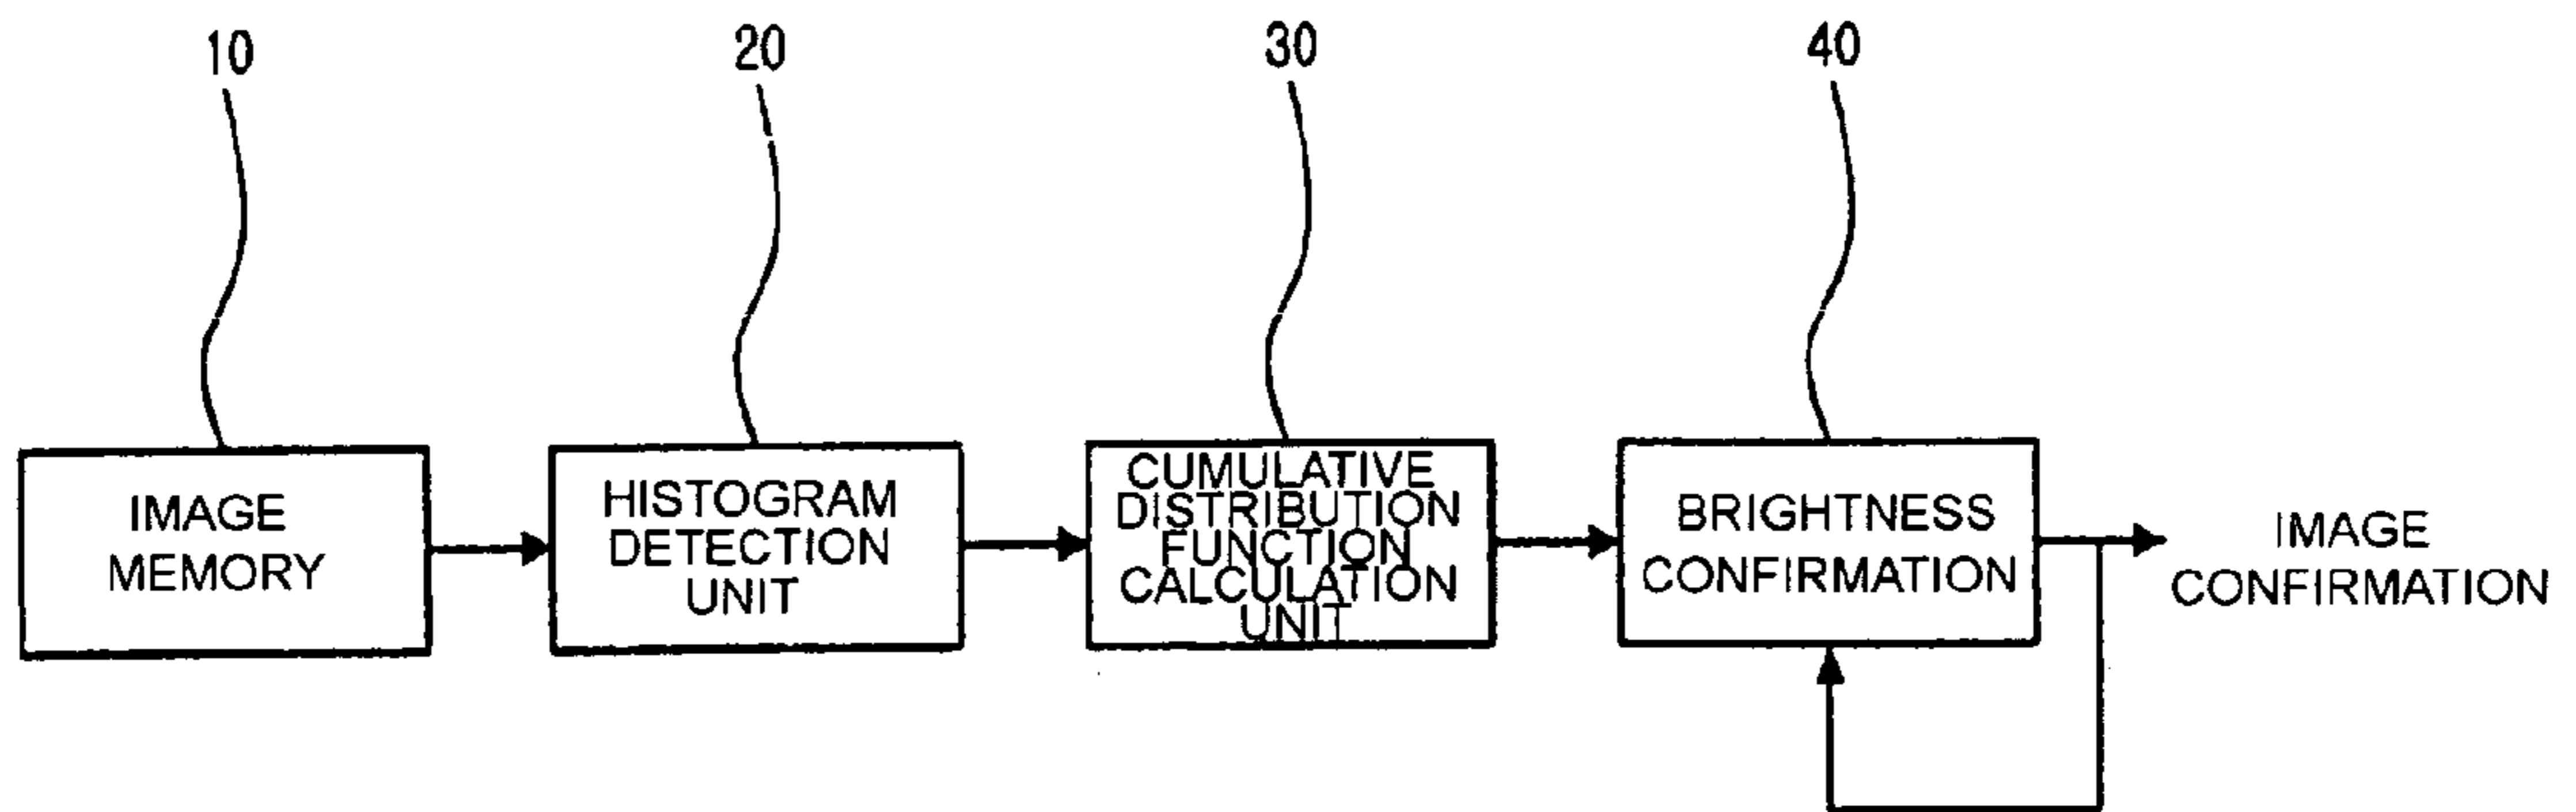 10
20
30
40
IMAGE
MEMORY
HISTOGRAM
DETECTION
UNIT
CUMULATIVE
DISTRIBUTION
FUNCTION
CALCULATION
UNIT
BRIGHTNESS
CONFIRMATION
IMAGE
CONFIRMATION